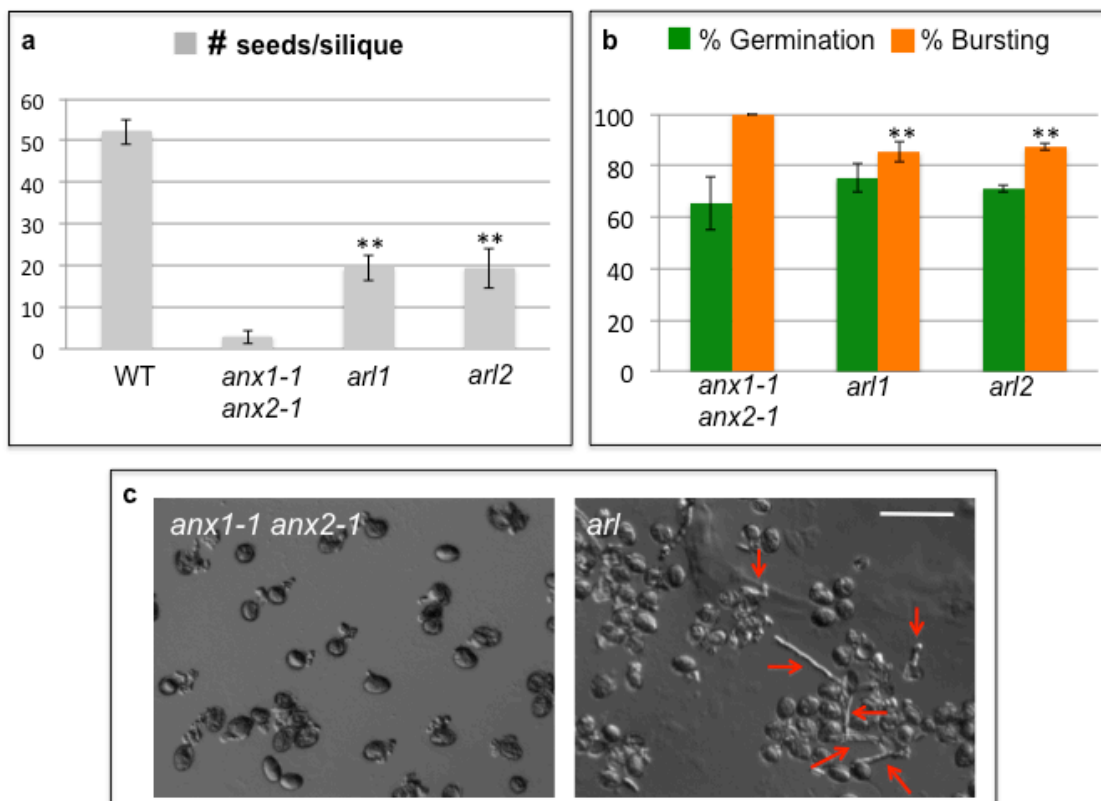 a
# seeds/silique
60
50
40
30
20
10
0
**
**
WT
anx1-1
anx2-1
arl1
arl2
b
% Germination
% Bursting
100
80
60
40
20
0
**
**
anx1-1
anx2-1
arl1
arl2
c
anx1-1 anx2-1
arl